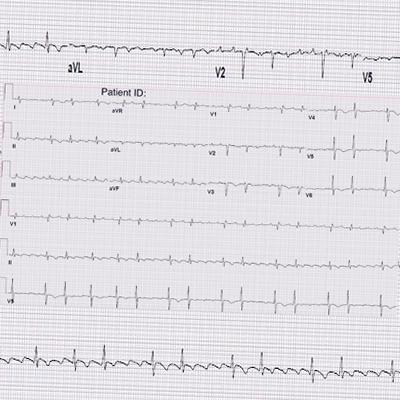 aVL V2 V5
Patient ID:
I aVR V1 V4
II aVL V2 V5
III aVF V3 V6
V1
II
V5